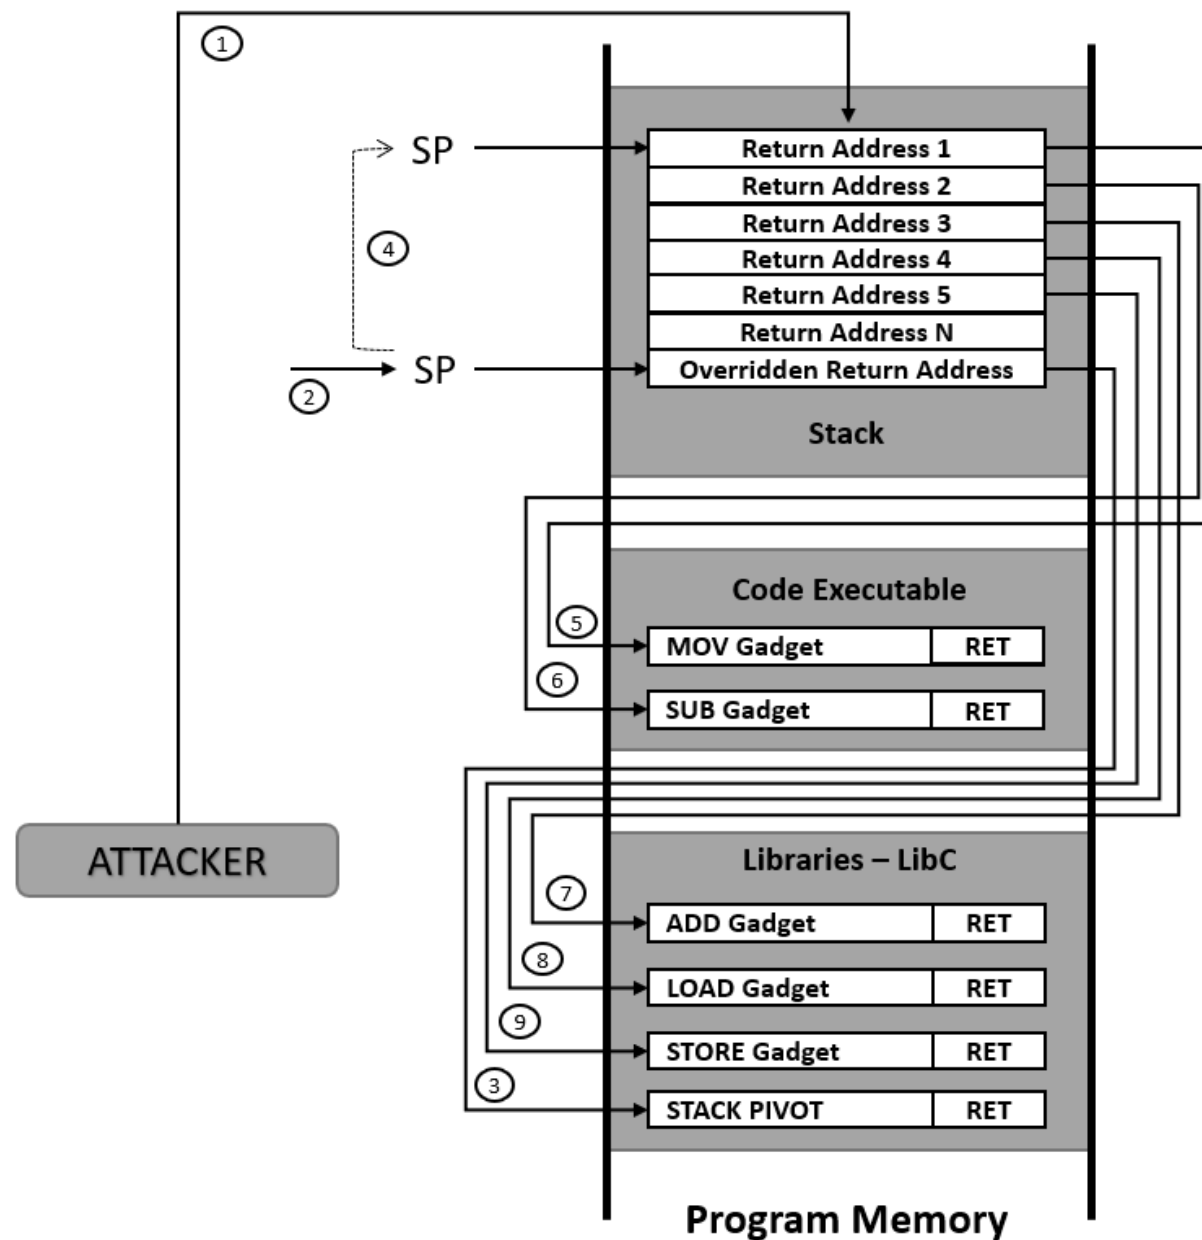 1
SP
Return Address 1
Return Address 2
Return Address 3
4
Return Address 4
Return Address 5
Return Address N
SP
Overridden Return Address
2
Stack
Code Executable
5
MOV Gadget RET
6
SUB Gadget RET
ATTACKER
Libraries – LibC
7
ADD Gadget RET
8
LOAD Gadget RET
9
STORE Gadget RET
3
STACK PIVOT RET
Program Memory